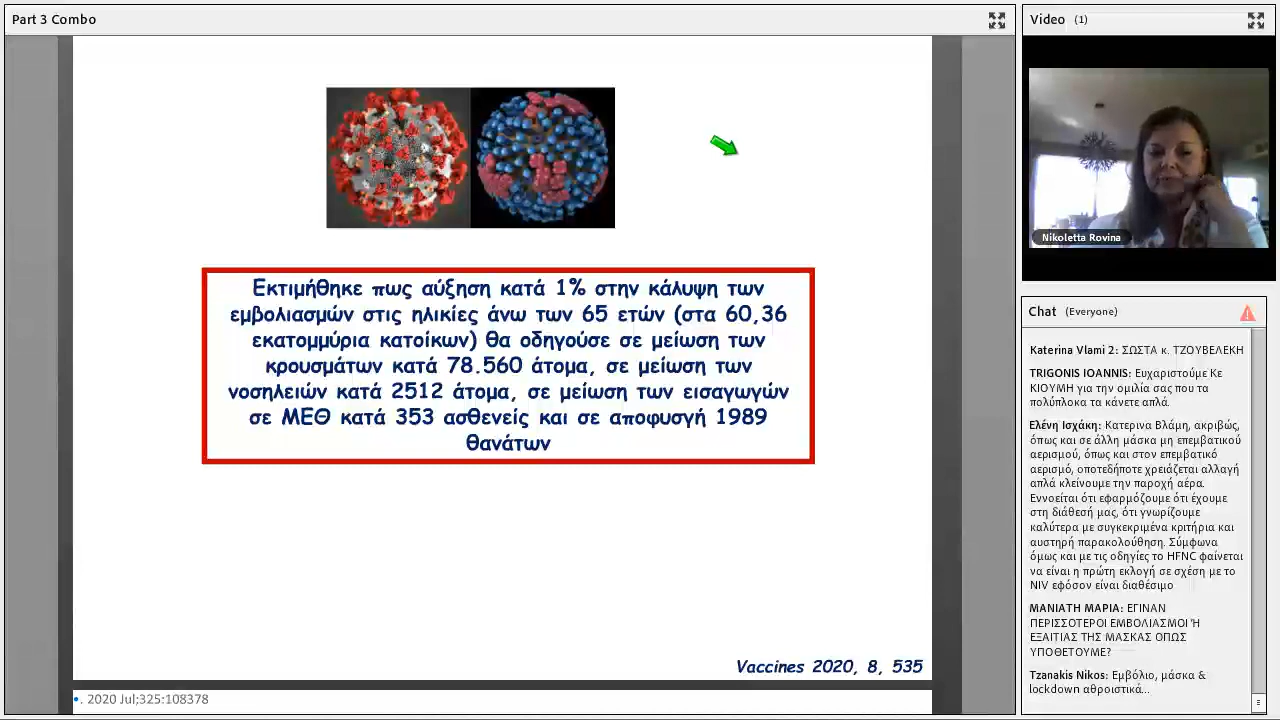 Part 3 Combo
Εκτιμήθηκε πως αύξηση κατά 1% στην κάλυψη των
εμβολιασμών στις ηλικίες άνω των 65 ετών (στα 60,36
εκατομμύρια κατοίκων) θα οδηγούσε σε μείωση των
κρουσμάτων κατά 78.560 άτομα, σε μείωση των
νοσηλειών κατά 2512 άτομα, σε μείωση των εισαγωγών
σε ΜΕΘ κατά 353 ασθενείς και σε αποφυσγή 1989
θανάτων
Vaccines 2020, 8, 535
. 2020 Jul;325:108378
Video (1)
Nikoletta Rovina
Chat (Everyone)
Katerina Vlami 2: ΣΩΣΤΑ κ. ΤΖΟΥΒΕΛΕΚΗ
TRIGONIS IOANNIS: Ευχαριστούμε Κε
ΚΙΟΥΜΗ για την ομιλία σας που τα
πολύπλοκα τα κάνετε απλά.
Ελένη Ισχάκη: Κατερινα Βλάμη, ακριβώς,
όπως και σε άλλη μάσκα μη επεμβατικού
αερισμού, όπως και στον επεμβατικό
αερισμό, οποτεδήποτε χρειάζεται αλλαγή
απλά κλείνουμε την παροχή αέρα.
Εννοείται ότι εφαρμόζουμε ότι έχουμε
στη διάθεσή μας, ότι γνωρίζουμε
καλύτερα με συγκεκριμένα κριτήρια και
αυστηρή παρακολούθηση. Σύμφωνα
όμως και με τις οδηγίες το HFNC φαίνεται
να είναι η πρώτη εκλογή σε σχέση με το
NIV εφόσον είναι διαθέσιμο
ΜΑΝΙΑΤΗ ΜΑΡΙΑ: ΕΓΙΝΑΝ
ΠΕΡΙΣΣΟΤΕΡΟΙ ΕΜΒΟΛΙΑΣΜΟΙ Ή
ΕΞΑΙΤΙΑΣ ΤΗΣ ΜΑΣΚΑΣ ΟΠΩΣ
ΥΠΟΘΕΤΟΥΜΕ?
Tzanakis Nikos: Εμβόλιο, μάσκα &
lockdown αθροιστικά...